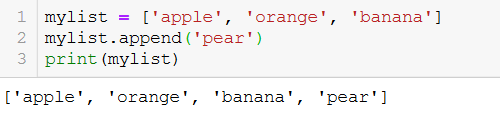 1 mylist = ['apple', 'orange', 'banana']
2 mylist.append('pear')
3 print(mylist)
['apple', 'orange', 'banana', 'pear']